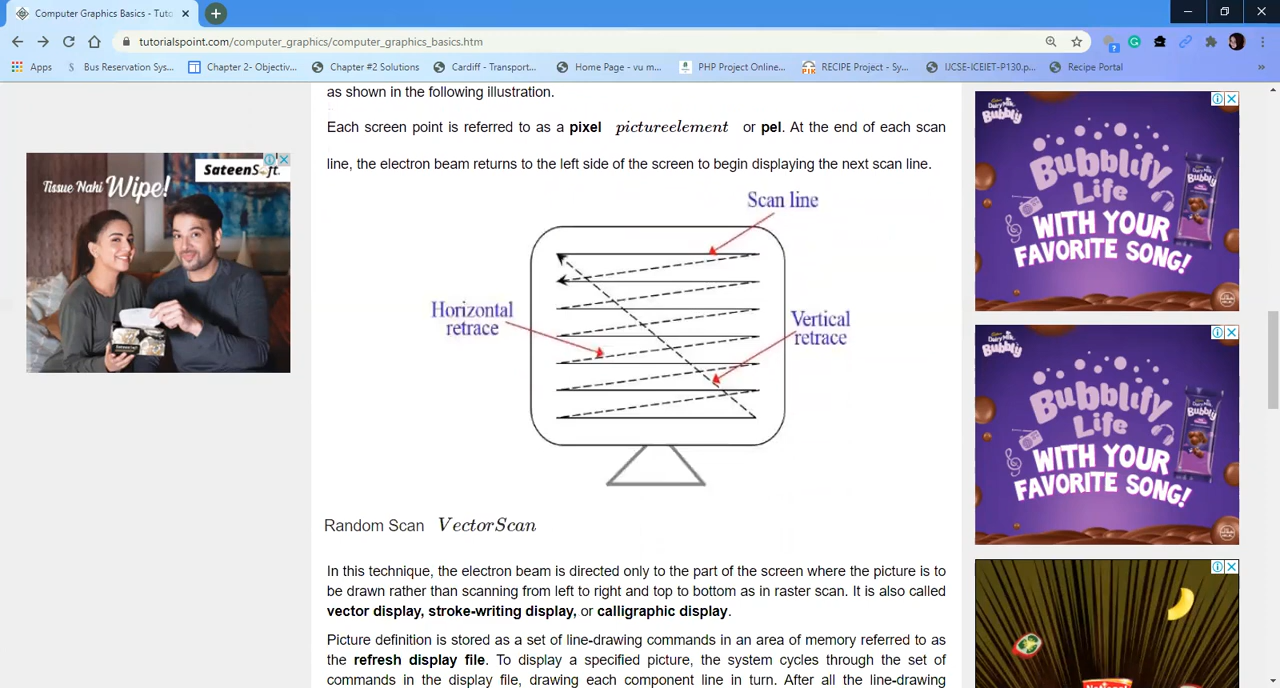 Computer Graphics Basics - Tuto
tutorialspoint.com/computer_graphics/computer_graphics_basics.htm
Apps
Bus Reservation Sys...
Chapter 2- Objectiv...
Chapter #2 Solutions
Cardiff - Transport...
Home Page - vu m...
PHP Project Online...
RECIPE Project - Sy...
IJCSE-ICEIET-P130.p...
Recipe Portal
as shown in the following illustration.
Each screen point is referred to as a pixel pictureelement or pel. At the end of each scan
line, the electron beam returns to the left side of the screen to begin displaying the next scan line.
Scan line
Horizontal
retrace
Vertical
retrace
Random Scan VectorScan
In this technique, the electron beam is directed only to the part of the screen where the picture is to
be drawn rather than scanning from left to right and top to bottom as in raster scan. It is also called
vector display, stroke-writing display, or calligraphic display.
Picture definition is stored as a set of line-drawing commands in an area of memory referred to as
the refresh display file. To display a specified picture, the system cycles through the set of
commands in the display file, drawing each component line in turn. After all the line-drawing
Tissue Nahi Wipe!
SateenSoft.
Dairy Milk
Bubbly
Bubblify
Life
WITH YOUR
FAVORITE SONG!
Dairy Milk
Bubbly
Bubblify
Life
WITH YOUR
FAVORITE SONG!
National